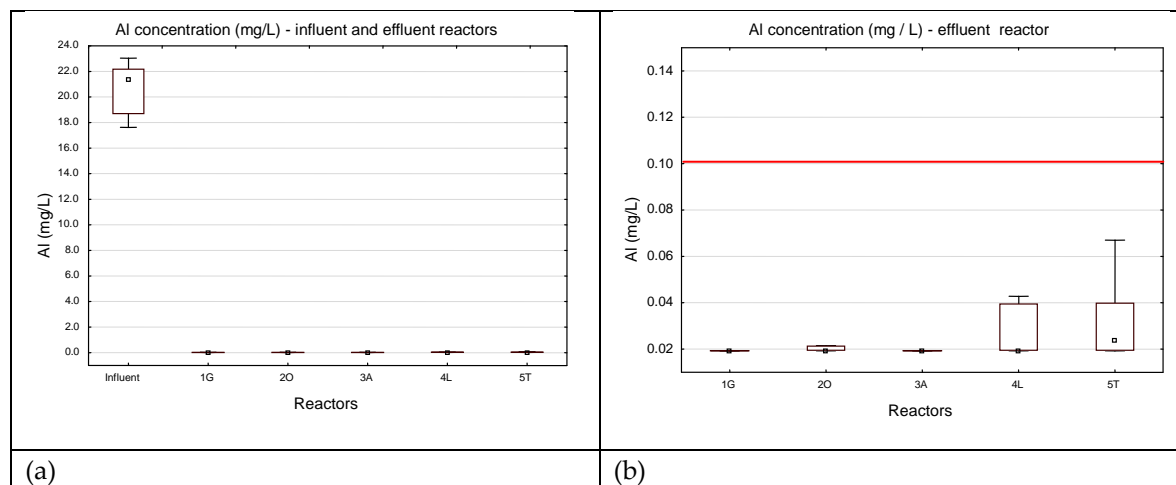 Al concentration (mg/L) - influent and effluent reactors
24.0
22.0
20.0
18.0
16.0
14.0
12.0
10.0
8.0
6.0
4.0
2.0
0.0
Al (mg/L)
Influent 1G 2O 3A 4L 5T
Reactors
(a)
Al concentration (mg / L) - effluent reactor
0.14
0.12
0.10
0.08
0.06
0.04
0.02
Al (mg/L)
1G 2O 3A 4L 5T
Reactors
(b)